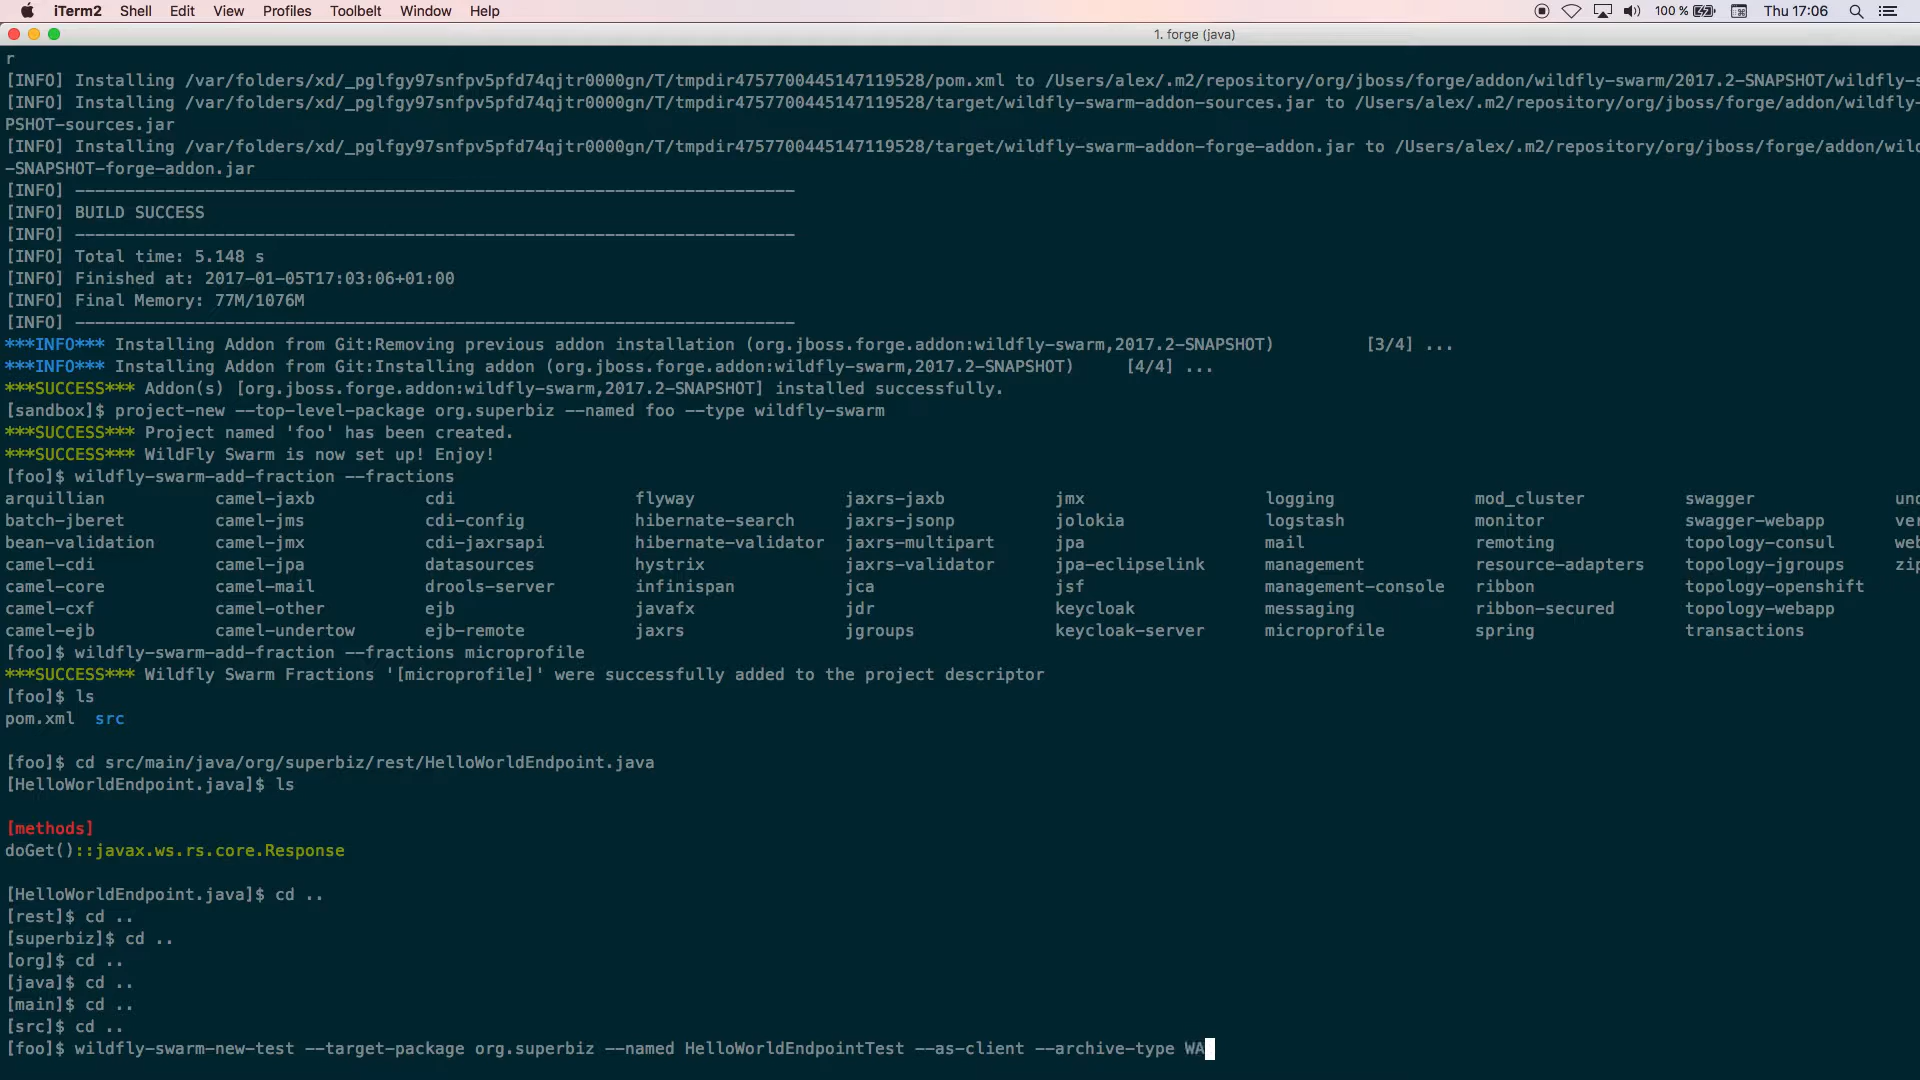 iTerm2 Shell Edit View Profiles Toolbelt Window Help 100 % Thu 17:06
1. forge (java)
r
[INFO] Installing /var/folders/xd/_pglfgy97snfpv5pfd74qjtr0000gn/T/tmpdir4757700445147119528/pom.xml to /Users/alex/.m2/repository/org/jboss/forge/addon/wildfly-swarm/2017.2-SNAPSHOT/wildfly-s
[INFO] Installing /var/folders/xd/_pglfgy97snfpv5pfd74qjtr0000gn/T/tmpdir4757700445147119528/target/wildfly-swarm-addon-sources.jar to /Users/alex/.m2/repository/org/jboss/forge/addon/wildfly-
PSHOT-sources.jar
[INFO] Installing /var/folders/xd/_pglfgy97snfpv5pfd74qjtr0000gn/T/tmpdir4757700445147119528/target/wildfly-swarm-addon-forge-addon.jar to /Users/alex/.m2/repository/org/jboss/forge/addon/wild
-SNAPSHOT-forge-addon.jar
[INFO] ------------------------------------------------------------------------
[INFO] BUILD SUCCESS
[INFO] ------------------------------------------------------------------------
[INFO] Total time: 5.148 s
[INFO] Finished at: 2017-01-05T17:03:06+01:00
[INFO] Final Memory: 77M/1076M
[INFO] ------------------------------------------------------------------------
***INFO*** Installing Addon from Git:Removing previous addon installation (org.jboss.forge.addon:wildfly-swarm,2017.2-SNAPSHOT) [3/4] ...
***INFO*** Installing Addon from Git:Installing addon (org.jboss.forge.addon:wildfly-swarm,2017.2-SNAPSHOT) [4/4] ...
***SUCCESS*** Addon(s) [org.jboss.forge.addon:wildfly-swarm,2017.2-SNAPSHOT] installed successfully.
[sandbox]$ project-new --top-level-package org.superbiz --named foo --type wildfly-swarm
***SUCCESS*** Project named 'foo' has been created.
***SUCCESS*** WildFly Swarm is now set up! Enjoy!
[foo]$ wildfly-swarm-add-fraction --fractions
arquillian camel-jaxb cdi flyway jaxrs-jaxb jmx logging mod_cluster swagger und
batch-jberet camel-jms cdi-config hibernate-search jaxrs-jsonp jolokia logstash monitor swagger-webapp ver
bean-validation camel-jmx cdi-jaxrsapi hibernate-validator jaxrs-multipart jpa mail remoting topology-consul web
camel-cdi camel-jpa datasources hystrix jaxrs-validator jpa-eclipselink management resource-adapters topology-jgroups zip
camel-core camel-mail drools-server infinispan jca jsf management-console ribbon topology-openshift
camel-cxf camel-other ejb javafx jdr keycloak messaging ribbon-secured topology-webapp
camel-ejb camel-undertow ejb-remote jaxrs jgroups keycloak-server microprofile spring transactions
[foo]$ wildfly-swarm-add-fraction --fractions microprofile
***SUCCESS*** Wildfly Swarm Fractions '[microprofile]' were successfully added to the project descriptor
[foo]$ ls
pom.xml src
[foo]$ cd src/main/java/org/superbiz/rest/HelloWorldEndpoint.java
[HelloWorldEndpoint.java]$ ls
[methods]
doGet()::javax.ws.rs.core.Response
[HelloWorldEndpoint.java]$ cd ..
[rest]$ cd ..
[superbiz]$ cd ..
[org]$ cd ..
[java]$ cd ..
[main]$ cd ..
[src]$ cd ..
[foo]$ wildfly-swarm-new-test --target-package org.superbiz --named HelloWorldEndpointTest --as-client --archive-type WA